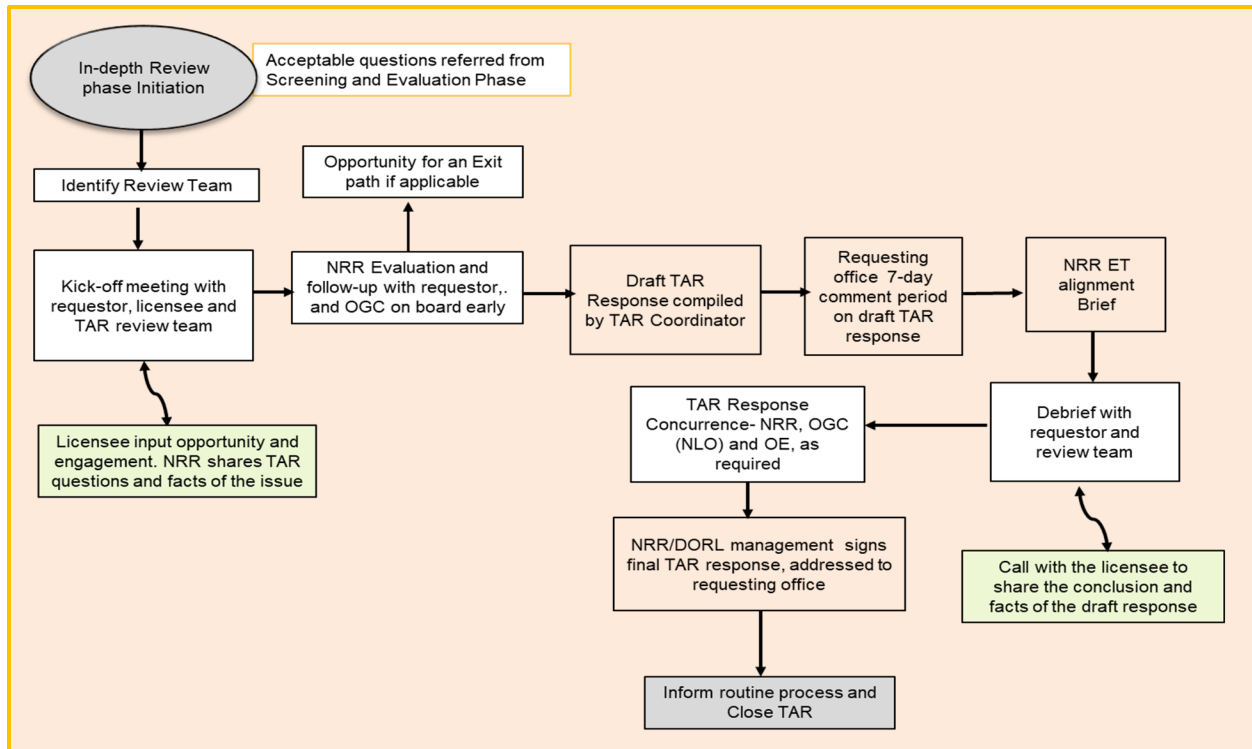 In-depth Review
phase Initiation
Acceptable questions referred from
Screening and Evaluation Phase
Identify Review Team
Opportunity for an Exit
path if applicable
Kick-off meeting with
requestor, licensee and
TAR review team
NRR Evaluation and
follow-up with requestor,.
and OGC on board early
Draft TAR
Response compiled
by TAR Coordinator
Requesting
office 7-day
comment period
on draft TAR
response
NRR ET
alignment
Brief
Licensee input opportunity and
engagement. NRR shares TAR
questions and facts of the issue
TAR Response
Concurrence- NRR, OGC
(NLO) and OE, as
required
Debrief with
requestor and
review team
NRR/DORL management signs
final TAR response, addressed to
requesting office
Call with the licensee to
share the conclusion and
facts of the draft response
Inform routine process and
Close TAR